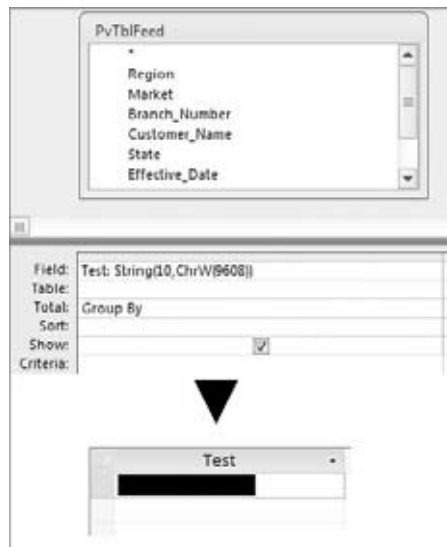 PvTblFeed
*
Region
Market
Branch_Number
Customer_Name
State
Effective_Date
Field: Test: String(10,ChrW(9608))
Table:
Total: Group By
Sort:
Show:
Criteria:
Test